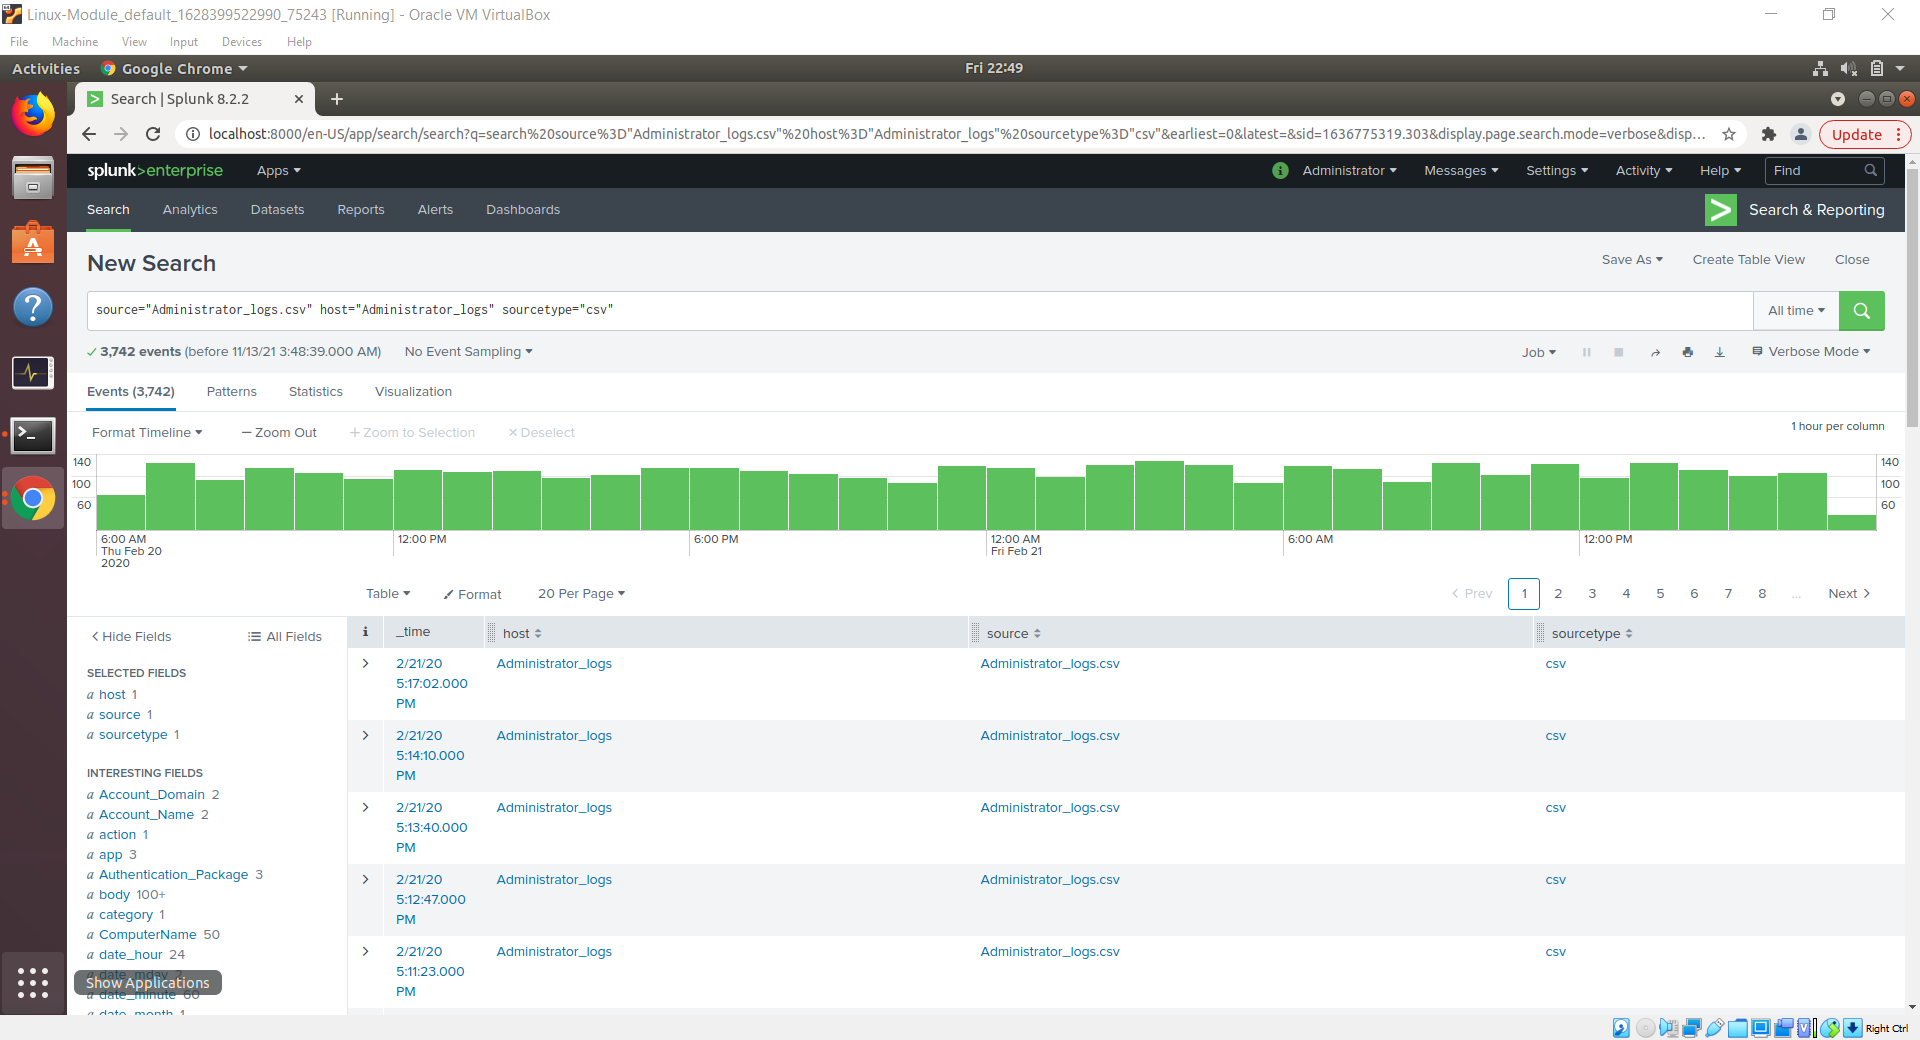 Linux-Module_default_1628399522990_75243 [Running] - Oracle VM VirtualBox
File Machine View Input Devices Help
Activities Google Chrome Fri 22:49
Search | Splunk 8.2.2
localhost:8000/en-US/app/search/search?q=search%20source%3D"Administrator_logs.csv"%20host%3D"Administrator_logs"%20sourcetype%3D"csv"&earliest=0&latest=&sid=1636775319.303&display.page.search.mode=verbose&disp... Update
splunk>enterprise Apps Administrator Messages Settings Activity Help Find
Search Analytics Datasets Reports Alerts Dashboards Search & Reporting
New Search Save As Create Table View Close
source="Administrator_logs.csv" host="Administrator_logs" sourcetype="csv" All time
3,742 events (before 11/13/21 3:48:39.000 AM) No Event Sampling Job Verbose Mode
Events (3,742) Patterns Statistics Visualization
Format Timeline Zoom Out Zoom to Selection Deselect 1 hour per column
140 140
100 100
60 60
6:00 AM 12:00 PM 6:00 PM 12:00 AM 6:00 AM 12:00 PM
Thu Feb 20 Fri Feb 21
2020
Table Format 20 Per Page Prev 1 2 3 4 5 6 7 8 ... Next
Hide Fields All Fields
i _time host source sourcetype
SELECTED FIELDS
a host 1
a source 1
a sourcetype 1
INTERESTING FIELDS
a Account_Domain 2
a Account_Name 2
a action 1
a app 3
a Authentication_Package 3
a body 100+
a category 1
a ComputerName 50
a date_hour 24
a date_mday 2
Show Applications
a date_minute 60
a date_month 1
2/21/20 Administrator_logs Administrator_logs.csv csv
5:17:02.000
PM
2/21/20 Administrator_logs Administrator_logs.csv csv
5:14:10.000
PM
2/21/20 Administrator_logs Administrator_logs.csv csv
5:13:40.000
PM
2/21/20 Administrator_logs Administrator_logs.csv csv
5:12:47.000
PM
2/21/20 Administrator_logs Administrator_logs.csv csv
5:11:23.000
PM
Right Ctrl